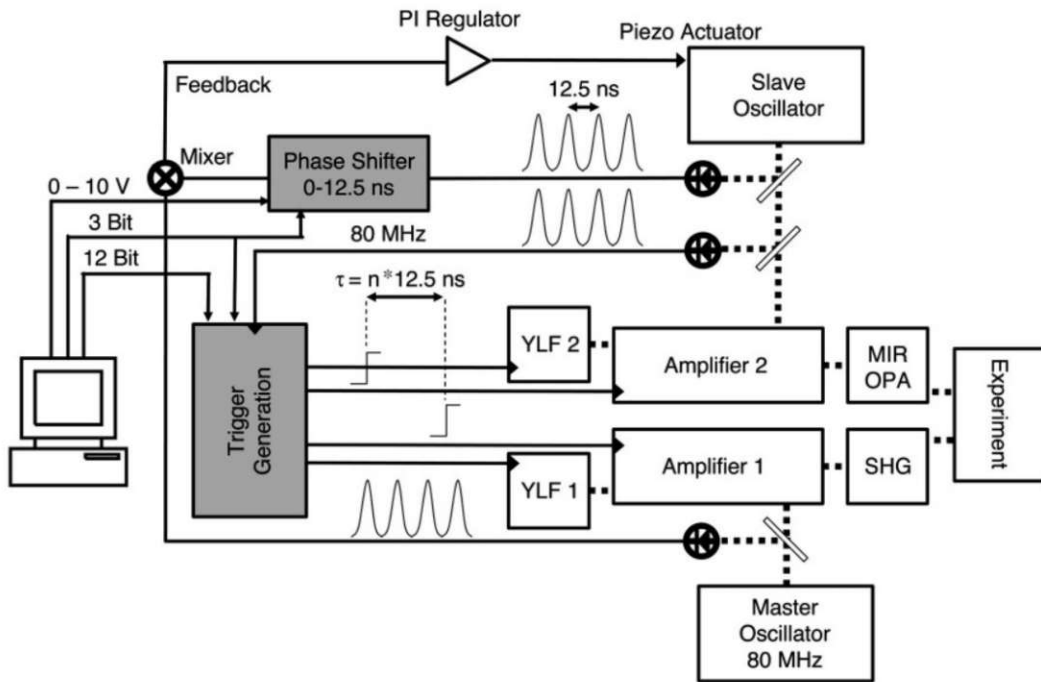 PI Regulator
Piezo Actuator
Feedback
12.5 ns
Slave
Oscillator
Mixer
Phase Shifter
0-12.5 ns
0 – 10 V
3 Bit
80 MHz
12 Bit
τ = n*12.5 ns
Trigger
Generation
YLF 2
Amplifier 2
MIR
OPA
Experiment
YLF 1
Amplifier 1
SHG
Master
Oscillator
80 MHz